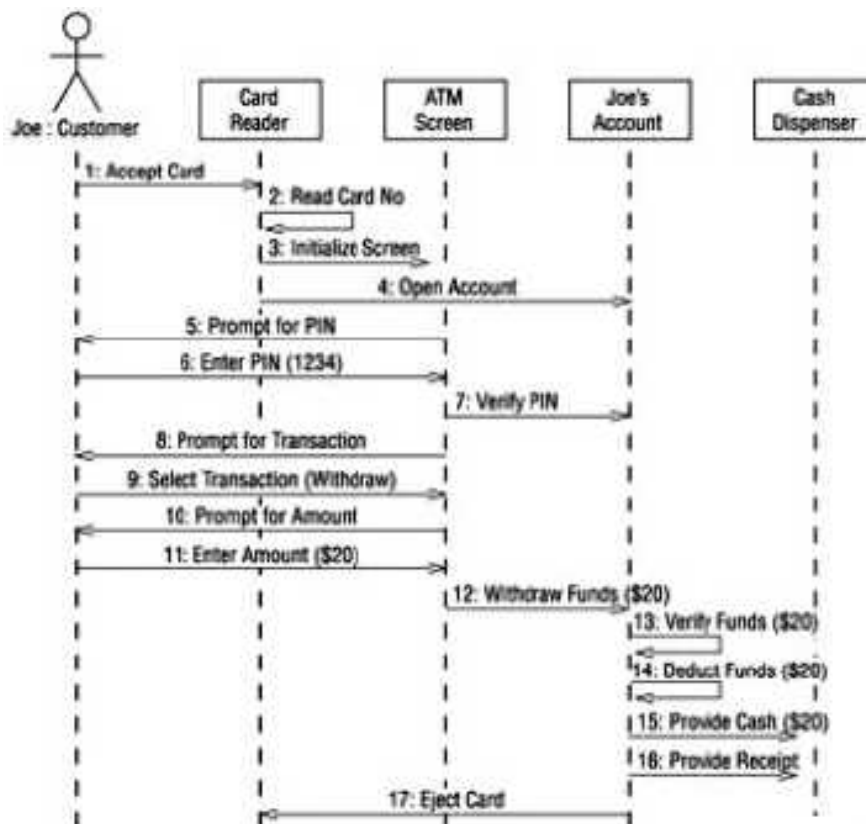 Joe : Customer
Card
Reader
ATM
Screen
Joe's
Account
Cash
Dispenser
1: Accept Card
2: Read Card No
3: Initialize Screen
4: Open Account
5: Prompt for PIN
6: Enter PIN (1234)
7: Verify PIN
8: Prompt for Transaction
9: Select Transaction (Withdraw)
10: Prompt for Amount
11: Enter Amount ($20)
12: Withdraw Funds ($20)
13: Verify Funds ($20)
14: Deduct Funds ($20)
15: Provide Cash ($20)
16: Provide Receipt
17: Eject Card